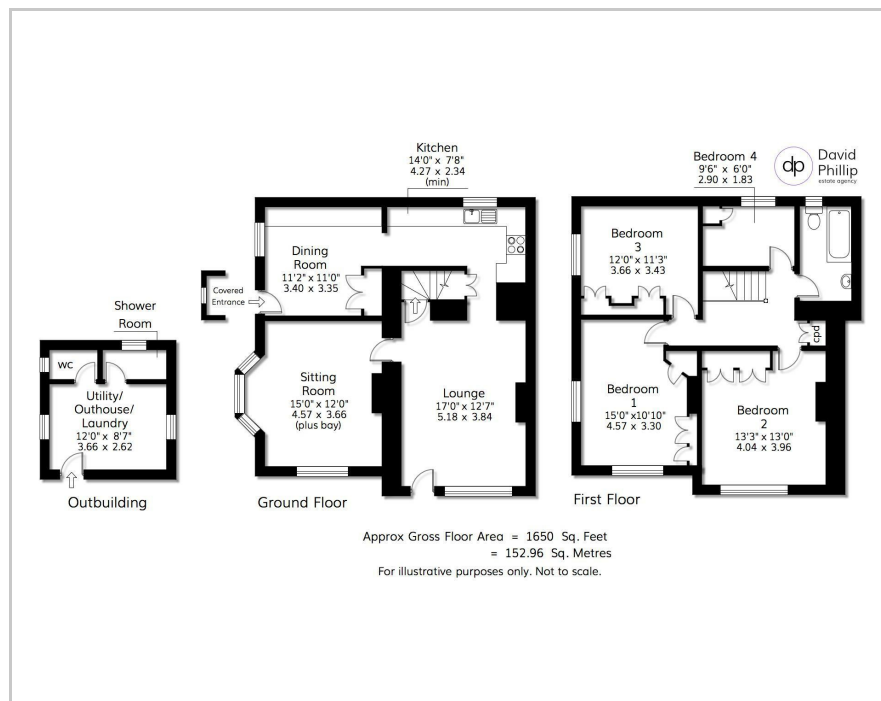 Kitchen
14'0" x 7'8"
4.27 x 2.34
(min)
Bedroom 4
9'6" x 6'0"
2.90 x 1.83
dp
David
Phillip
estate agency
Dining
Room
11'2" x 11'0"
3.40 x 3.35
Bedroom
3
12'0" x 11'3"
3.66 x 3.43
Covered
Entrance
Shower
Room
wc
Utility/
Outhouse/
Laundry
12'0" x 8'7"
3.66 x 2.62
Sitting
Room
15'0" x 12'0"
4.57 x 3.66
(plus bay)
Lounge
17'0" x 12'7"
5.18 x 3.84
cpd
Bedroom
1
15'0" x10'10"
4.57 x 3.30
Bedroom
2
13'3" x 13'0"
4.04 x 3.96
Outbuilding
Ground Floor
First Floor
Approx Gross Floor Area = 1650 Sq. Feet
= 152.96 Sq. Metres
For illustrative purposes only. Not to scale.